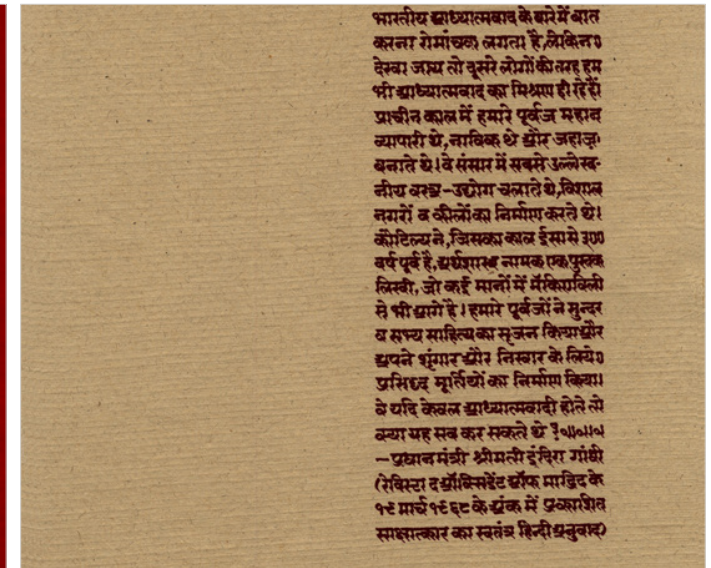 भारतीय आध्यात्मवाद के बारे में बात
करना रोमांचक लगता है, लेकिन०
देखा जाय तो दूसरे लोगों की तरह हम
भी आध्यात्मवाद का मिश्रण ही रहे हैं।
प्राचीन काल में हमारे पूर्वज महान
व्यापारी थे, नाविक थे और जहाज़
बनाते थे। वे संसार में सबसे उल्लेख-
नीय वस्त्र-उद्योग चलाते थे, विशाल
नगरों व कीलों का निर्माण करते थे।
कौटिल्य ने, जिसका काल ईसा से ३००
वर्ष पूर्व है, अर्थशास्त्र नामक एक पुस्तक
लिखी, जो कई मानों में मॅकिएविली
से भी आगे है। हमारे पूर्वजों ने सुन्दर
व सभ्य साहित्य का सृजन किया और
अपने शृंगार और निखार के लिये०
प्रसिध्द मूर्तियों का निर्माण किया।
वे यदि केवल आध्यात्मवादी होते तो
क्या यह सब कर सकते थे ?
—प्रधान मंत्री श्रीमती इंदिरा गांधी
(रेविस्टा द ऑक्सिडेंट ऑफ माद्रिद के
१९ मार्च १९६८ के अंक में प्रकाशित
साक्षात्कार का स्वतंत्र हिन्दी अनुवाद)